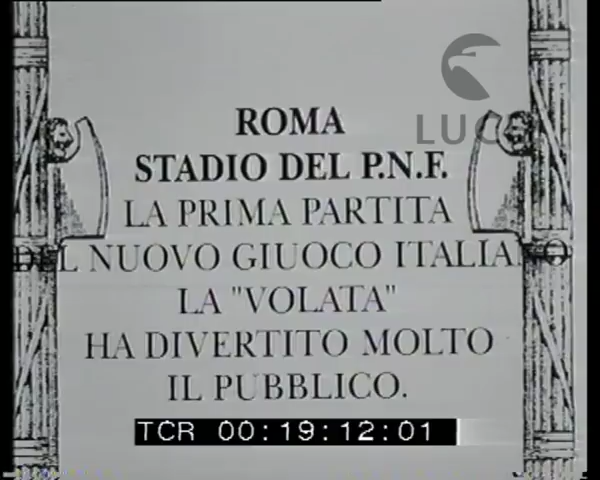 LUCE
ROMA
STADIO DEL P.N.F.
LA PRIMA PARTITA
DEL NUOVO GIUOCO ITALIANO
LA "VOLATA"
HA DIVERTITO MOLTO
IL PUBBLICO.
TCR 00:19:12:01